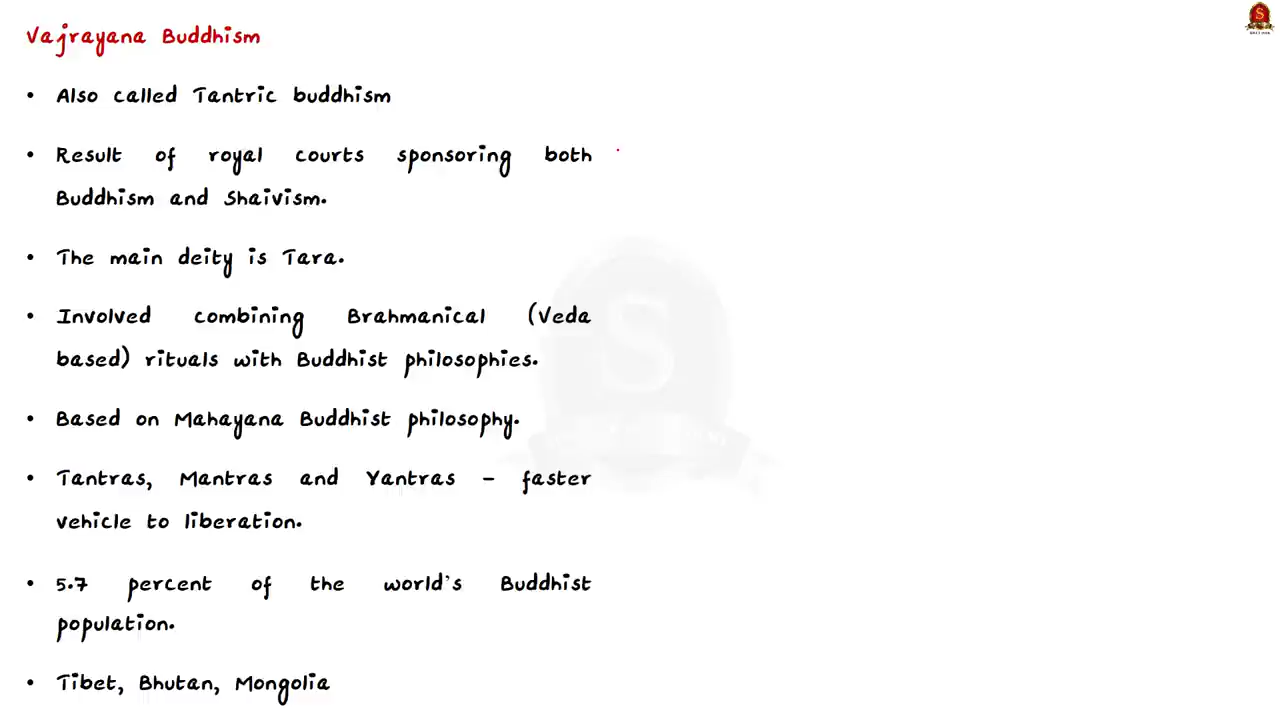 Vajrayana Buddhism
• Also called Tantric buddhism
• Result of royal courts sponsoring both
Buddhism and Shaivism.
• The main deity is Tara.
• Involved combining Brahmanical (Veda
based) rituals with Buddhist philosophies.
• Based on Mahayana Buddhist philosophy.
• Tantras, Mantras and Yantras – faster
vehicle to liberation.
• 5.7 percent of the world's Buddhist
population.
• Tibet, Bhutan, Mongolia